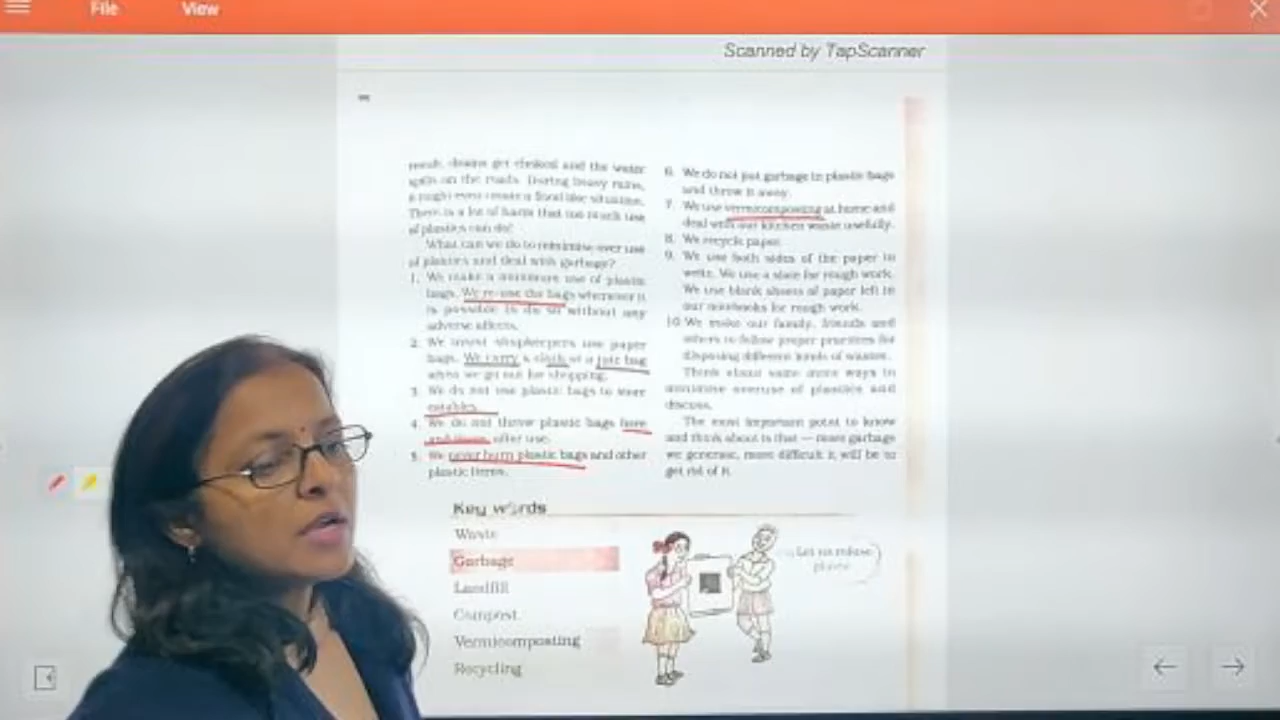 File View
Scanned by TapScanner
result, drains get choked and the water
spills on the roads. During heavy rains,
it might even create a flood like situation.
There is a lot of harm that too much use
of plastics can do!
What can we do to minimise over use
of plastics and deal with garbage?
1. We make a minimum use of plastic
bags. We re-use the bags whenever it
is possible to do so without any
adverse affects.
2. We insist shopkeepers use paper
bags. We carry a cloth or a jute bag
when we go out for shopping.
3. We do not use plastic bags to store
eatables.
4. We do not throw plastic bags here
and there, after use.
5. We never burn plastic bags and other
plastic items.
6. We do not put garbage in plastic bags
and throw it away.
7. We use vermicomposting at home and
deal with our kitchen waste usefully.
8. We recycle paper.
9. We use both sides of the paper to
write. We use a slate for rough work.
We use blank sheets of paper left in
our notebooks for rough work.
10. We make our family, friends and
others to follow proper practices for
disposing different kinds of wastes.
Think about some more ways to
minimise overuse of plastics and
discuss.
The most important point to know
and think about is that — more garbage
we generate, more difficult it will be to
get rid of it.
Key words
Waste
Garbage
Landfill
Compost
Vermicomposting
Recycling
Let us refuse